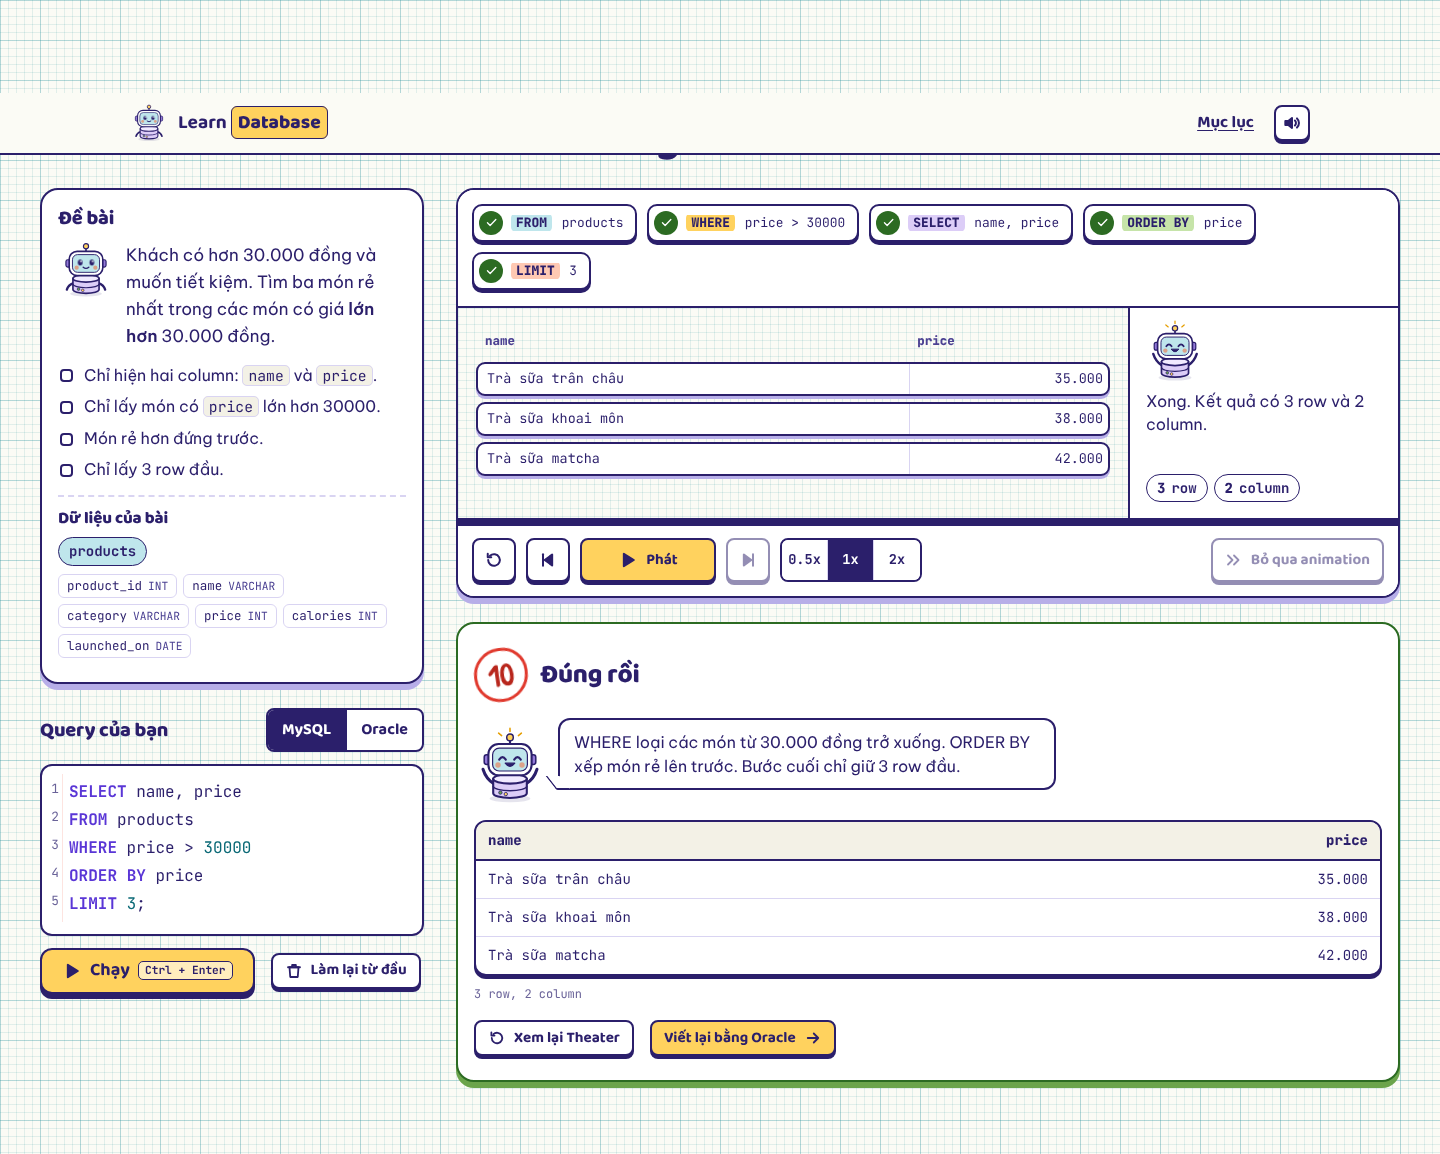 Learn Database
Mục lục
Đề bài
Khách có hơn 30.000 đồng và
muốn tiết kiệm. Tìm ba món rẻ
nhất trong các món có giá lớn
hơn 30.000 đồng.
Chỉ hiện hai column: name và price.
Chỉ lấy món có price lớn hơn 30000.
Món rẻ hơn đứng trước.
Chỉ lấy 3 row đầu.
Dữ liệu của bài
products
product_id INT name VARCHAR
category VARCHAR price INT calories INT
launched_on DATE
Query của bạn
MySQL Oracle
1 SELECT name, price
2 FROM products
3 WHERE price > 30000
4 ORDER BY price
5 LIMIT 3;
Chạy Ctrl + Enter
Làm lại từ đầu
FROM products WHERE price > 30000 SELECT name, price ORDER BY price
LIMIT 3
name price
Trà sữa trân châu 35.000
Trà sữa khoai môn 38.000
Trà sữa matcha 42.000
Xong. Kết quả có 3 row và 2
column.
3 row 2 column
Phát 0.5x 1x 2x Bỏ qua animation
10 Đúng rồi
WHERE loại các món từ 30.000 đồng trở xuống. ORDER BY
xếp món rẻ lên trước. Bước cuối chỉ giữ 3 row đầu.
name price
Trà sữa trân châu 35.000
Trà sữa khoai môn 38.000
Trà sữa matcha 42.000
3 row, 2 column
Xem lại Theater Viết lại bằng Oracle